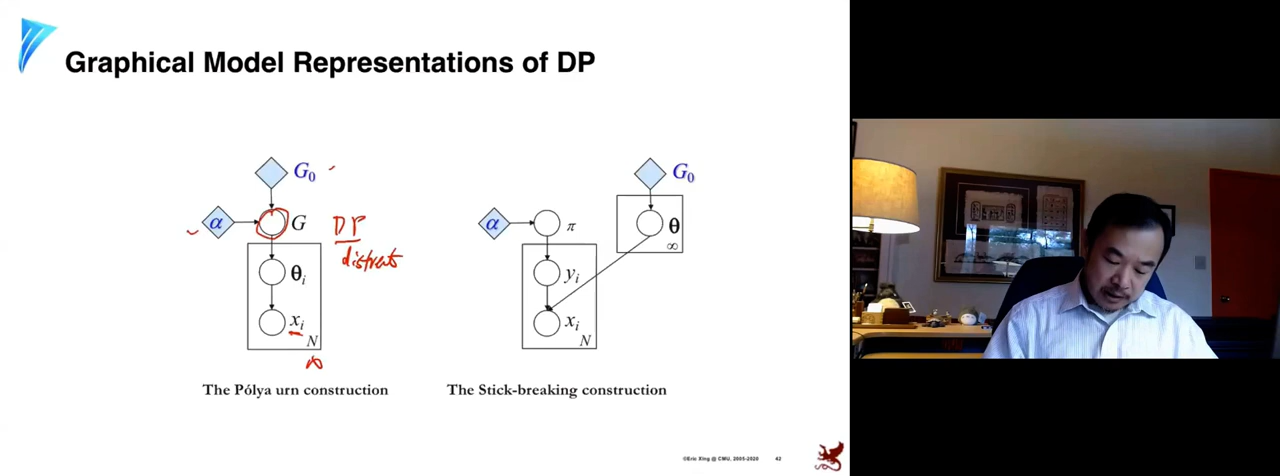 Graphical Model Representations of DP
G₀
α
G
DP
θᵢ
xᵢ
N
∞
The Pólya urn construction
G₀
α
π
θ
∞
yᵢ
xᵢ
N
The Stick-breaking construction
©Eric Xing @ CMU, 2005-2020
42